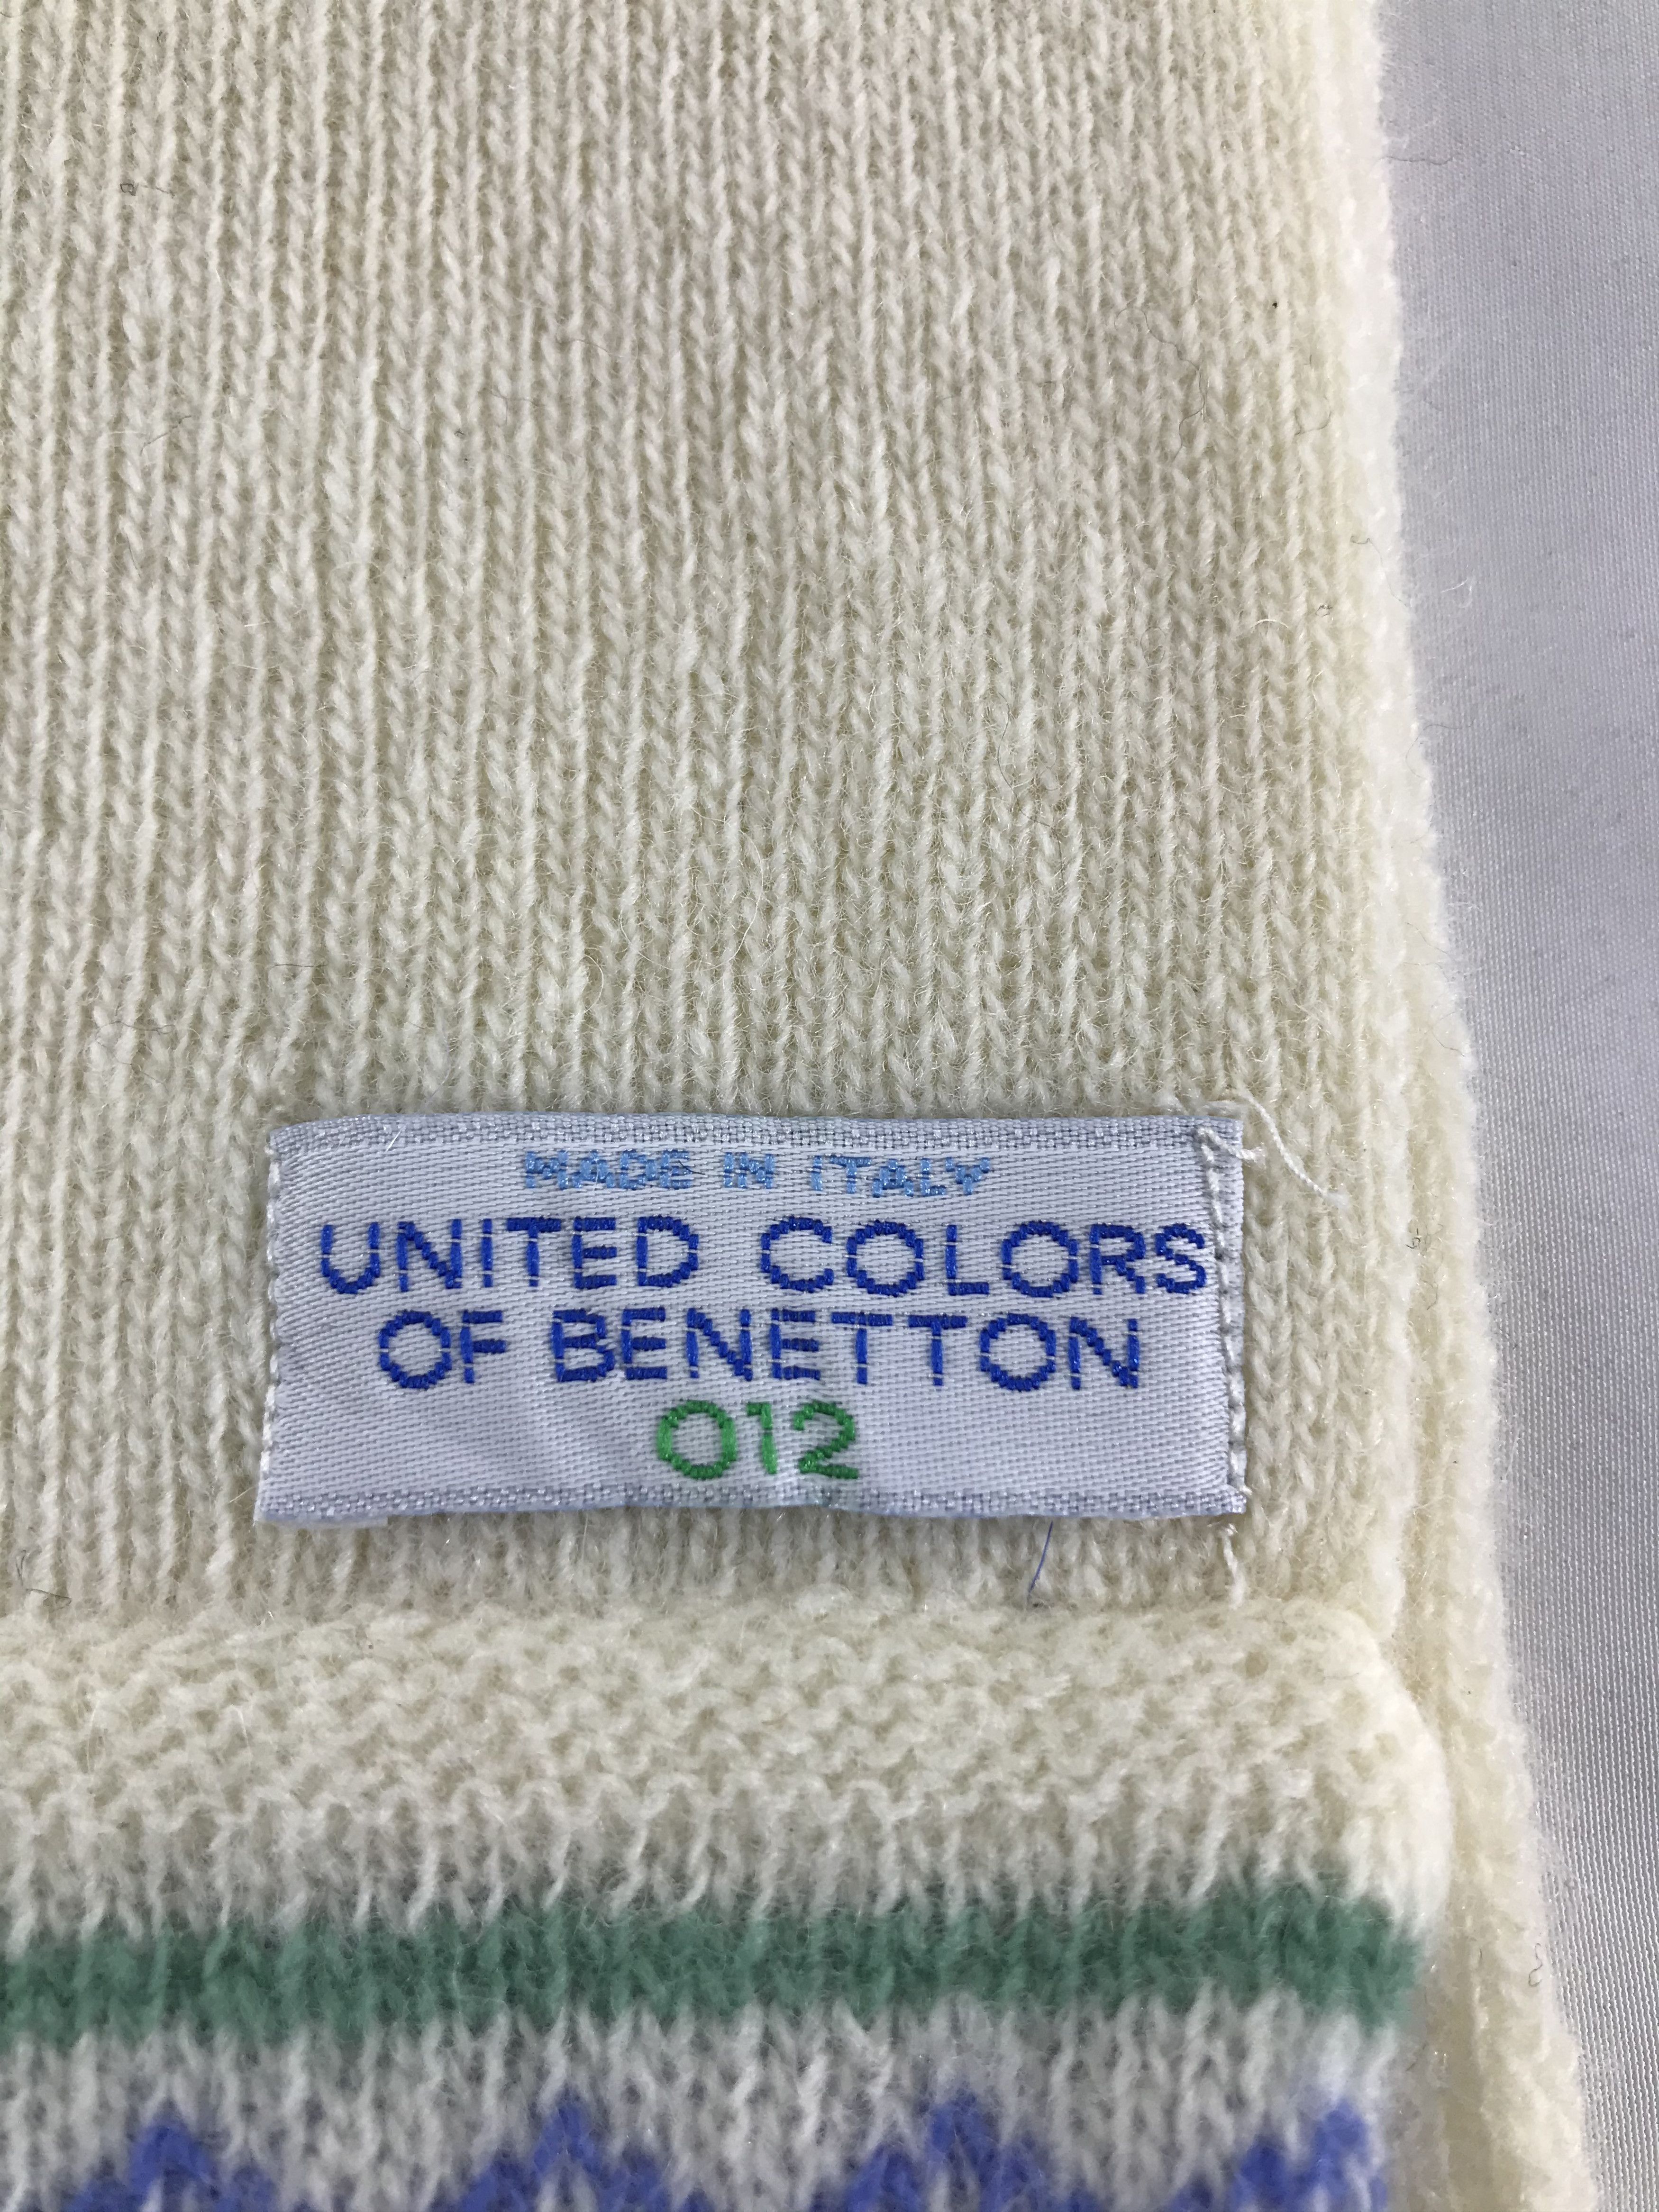 MADE IN ITALY
UNITED COLORS
OF BENETTON
012